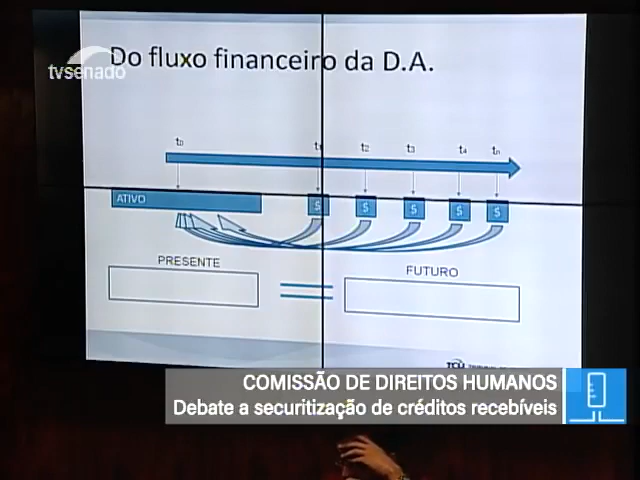 tvsenado
Do fluxo financeiro da D.A.
t0 t1 t2 t3 t4 tn
ATIVO $ $ $ $ $
PRESENTE FUTURO
TCU
COMISSÃO DE DIREITOS HUMANOS
Debate a securitização de créditos recebíveis